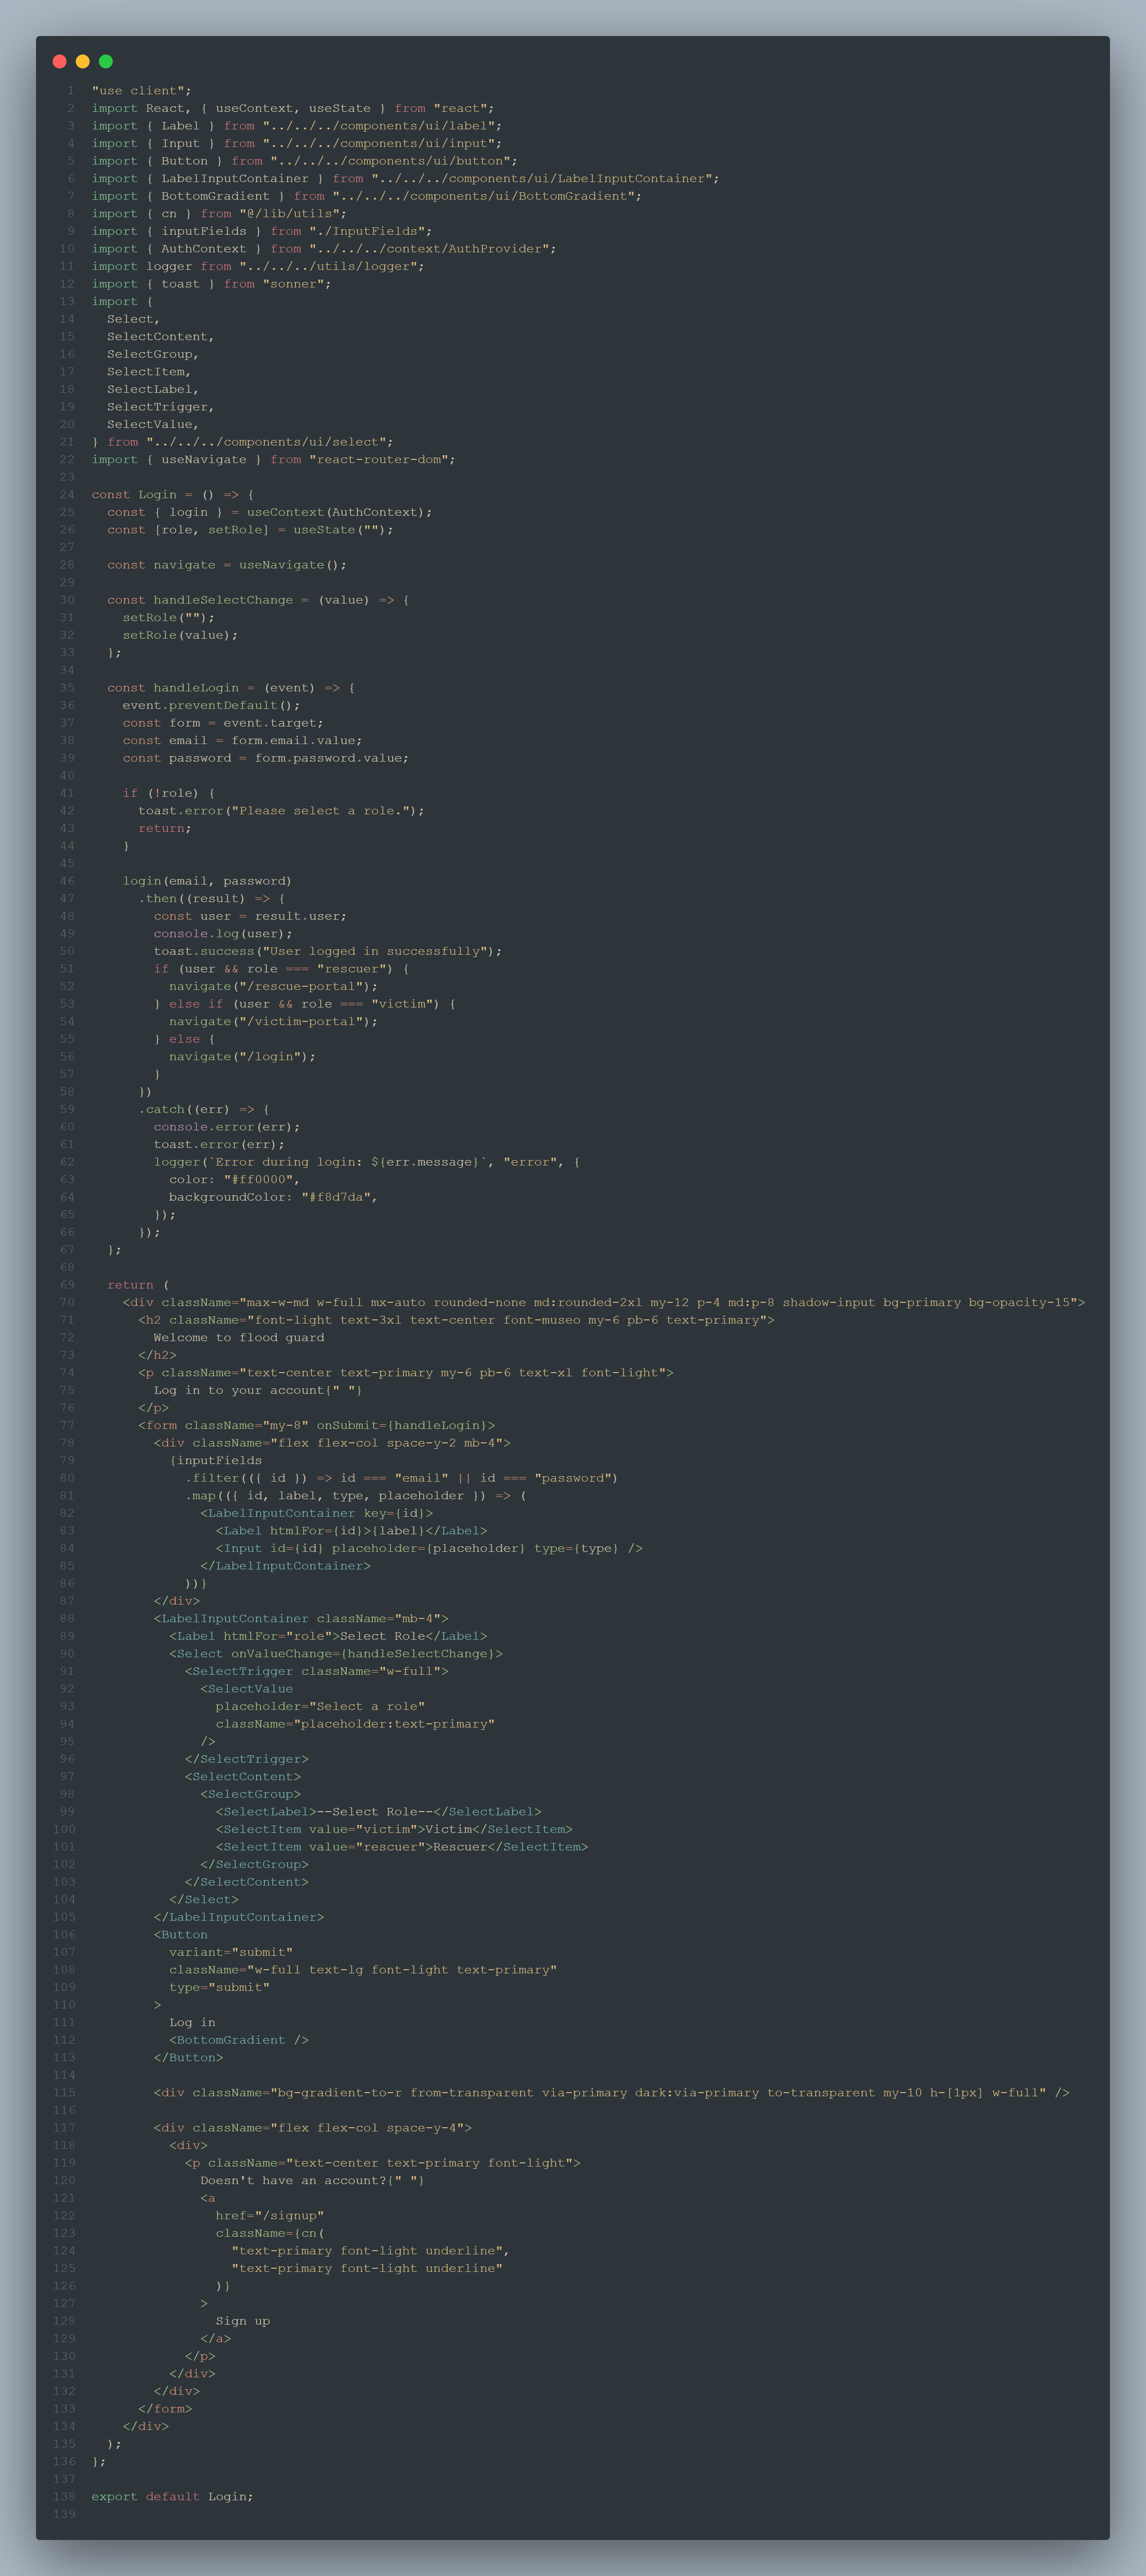 1 "use client";
2 import React, { useContext, useState } from "react";
3 import { Label } from "../../../components/ui/label";
4 import { Input } from "../../../components/ui/input";
5 import { Button } from "../../../components/ui/button";
6 import { LabelInputContainer } from "../../../components/ui/LabelInputContainer";
7 import { BottomGradient } from "../../../components/ui/BottomGradient";
8 import { cn } from "@/lib/utils";
9 import { inputFields } from "./InputFields";
10 import { AuthContext } from "../../../context/AuthProvider";
11 import logger from "../../../utils/logger";
12 import { toast } from "sonner";
13 import {
14   Select,
15   SelectContent,
16   SelectGroup,
17   SelectItem,
18   SelectLabel,
19   SelectTrigger,
20   SelectValue,
21 } from "../../../components/ui/select";
22 import { useNavigate } from "react-router-dom";
23
24 const Login = () => {
25   const { login } = useContext(AuthContext);
26   const [role, setRole] = useState("");
27
28   const navigate = useNavigate();
29
30   const handleSelectChange = (value) => {
31     setRole("");
32     setRole(value);
33   };
34
35   const handleLogin = (event) => {
36     event.preventDefault();
37     const form = event.target;
38     const email = form.email.value;
39     const password = form.password.value;
40
41     if (!role) {
42       toast.error("Please select a role.");
43       return;
44     }
45
46     login(email, password)
47       .then((result) => {
48         const user = result.user;
49         console.log(user);
50         toast.success("User logged in successfully");
51         if (user && role === "rescuer") {
52           navigate("/rescue-portal");
53         } else if (user && role === "victim") {
54           navigate("/victim-portal");
55         } else {
56           navigate("/login");
57         }
58       })
59       .catch((err) => {
60         console.error(err);
61         toast.error(err);
62         logger(`Error during login: ${err.message}`, "error", {
63           color: "#ff0000",
64           backgroundColor: "#f8d7da",
65         });
66       });
67   };
68
69   return (
70     <div className="max-w-md w-full mx-auto rounded-none md:rounded-2xl my-12 p-4 md:p-8 shadow-input bg-primary bg-opacity-15">
71       <h2 className="font-light text-3xl text-center font-museo my-6 pb-6 text-primary">
72         Welcome to flood guard
73       </h2>
74       <p className="text-center text-primary my-6 pb-6 text-xl font-light">
75         Log in to your account{" "}
76       </p>
77       <form className="my-8" onSubmit={handleLogin}>
78         <div className="flex flex-col space-y-2 mb-4">
79           {inputFields
80             .filter(({ id }) => id === "email" || id === "password")
81             .map(({ id, label, type, placeholder }) => (
82               <LabelInputContainer key={id}>
83                 <Label htmlFor={id}>{label}</Label>
84                 <Input id={id} placeholder={placeholder} type={type} />
85               </LabelInputContainer>
86             ))}
87         </div>
88         <LabelInputContainer className="mb-4">
89           <Label htmlFor="role">Select Role</Label>
90           <Select onValueChange={handleSelectChange}>
91             <SelectTrigger className="w-full">
92               <SelectValue
93                 placeholder="Select a role"
94                 className="placeholder:text-primary"
95               />
96             </SelectTrigger>
97             <SelectContent>
98               <SelectGroup>
99                 <SelectLabel>--Select Role--</SelectLabel>
100                 <SelectItem value="victim">Victim</SelectItem>
101                 <SelectItem value="rescuer">Rescuer</SelectItem>
102               </SelectGroup>
103             </SelectContent>
104           </Select>
105         </LabelInputContainer>
106         <Button
107           variant="submit"
108           className="w-full text-lg font-light text-primary"
109           type="submit"
110         >
111           Log in
112           <BottomGradient />
113         </Button>
114
115         <div className="bg-gradient-to-r from-transparent via-primary dark:via-primary to-transparent my-10 h-[1px] w-full" />
116
117         <div className="flex flex-col space-y-4">
118           <div>
119             <p className="text-center text-primary font-light">
120               Doesn't have an account?{" "}
121               <a
122                 href="/signup"
123                 className={cn(
124                   "text-primary font-light underline",
125                   "text-primary font-light underline"
126                 )}
127               >
128                 Sign up
129               </a>
130             </p>
131           </div>
132         </div>
133       </form>
134     </div>
135   );
136 };
137
138 export default Login;
139